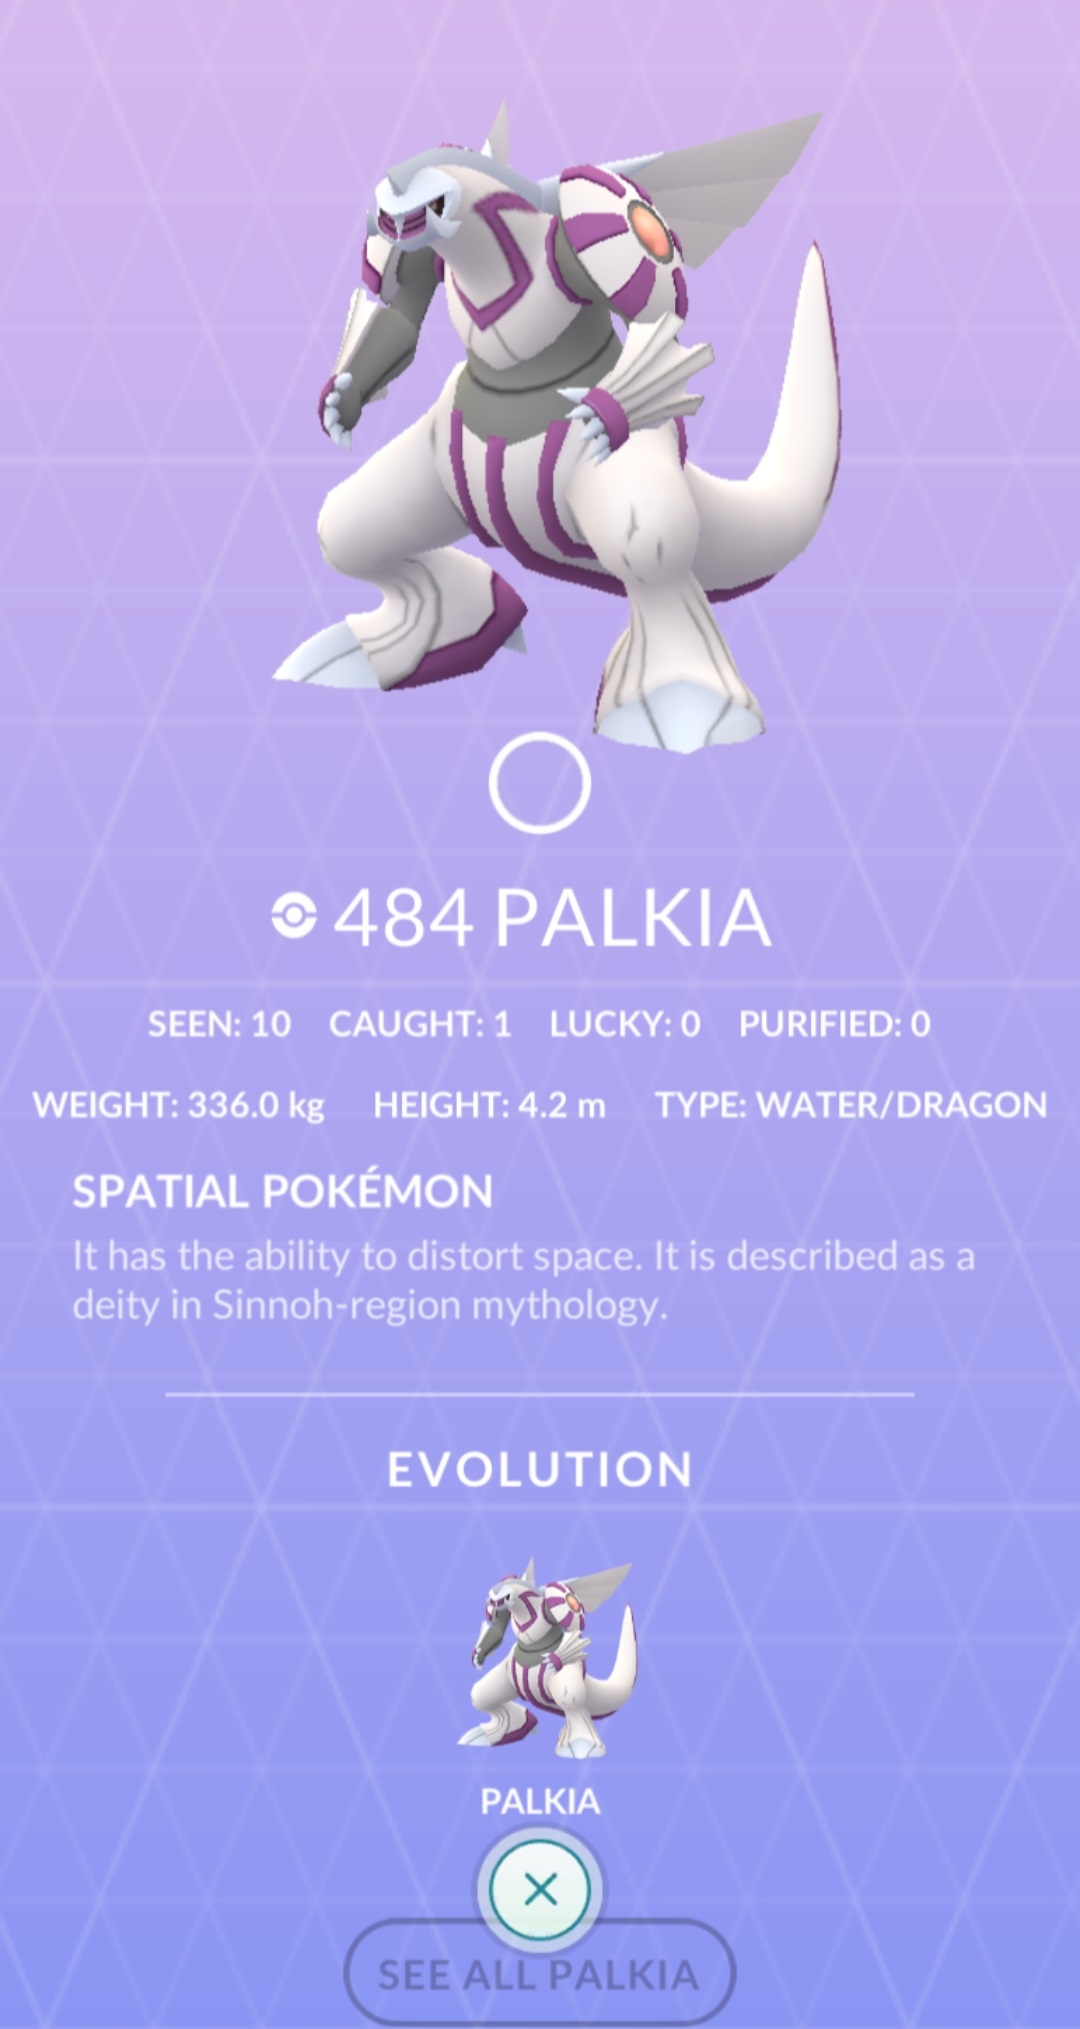 484 PALKIA
SEEN: 10 CAUGHT: 1 LUCKY: 0 PURIFIED: 0
WEIGHT: 336.0 kg HEIGHT: 4.2 m TYPE: WATER/DRAGON
SPATIAL POKÉMON
It has the ability to distort space. It is described as a
deity in Sinnoh-region mythology.
EVOLUTION
PALKIA
SEE ALL PALKIA